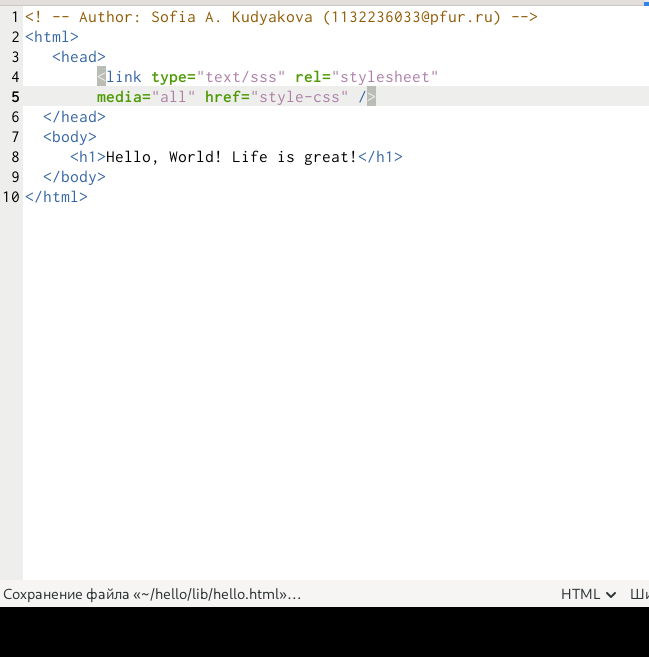 1 <! -- Author: Sofia A. Kudyakova (1132236033@pfur.ru) -->
2 <html>
3 <head>
4 <link type="text/sss" rel="stylesheet"
5 media="all" href="style-css" />
6 </head>
7 <body>
8 <h1>Hello, World! Life is great!</h1>
9 </body>
10 </html>
Сохранение файла «~/hello/lib/hello.html»… HTML